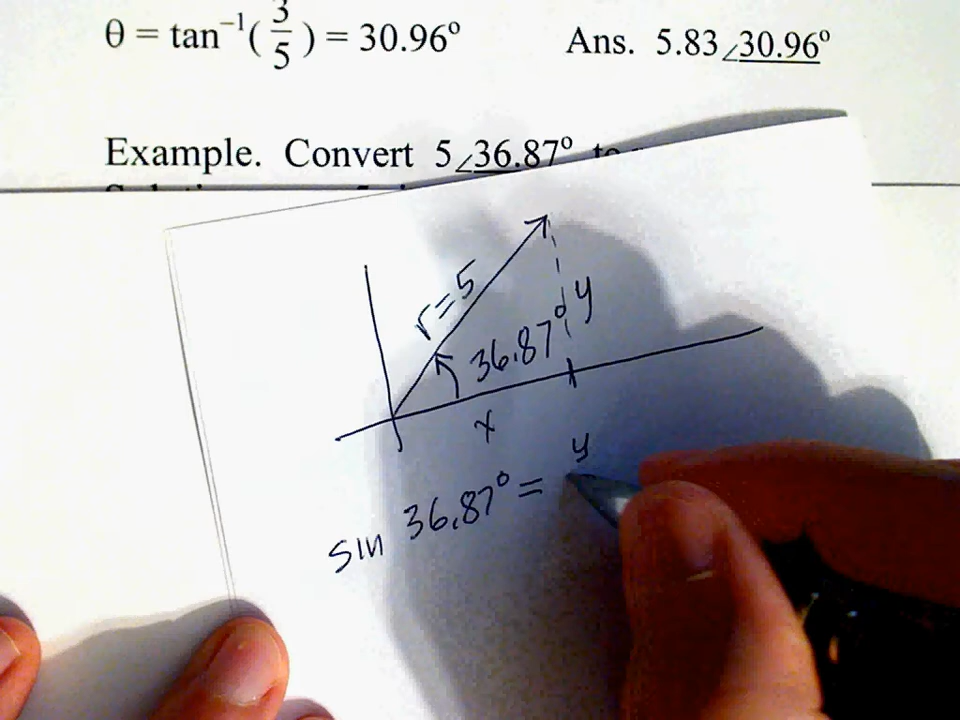 θ = tan⁻¹(3/5) = 30.96° Ans. 5.83∠30.96°
Example. Convert 5∠36.87° to
r=5
y
36.87°
x
sin 36.87° = y